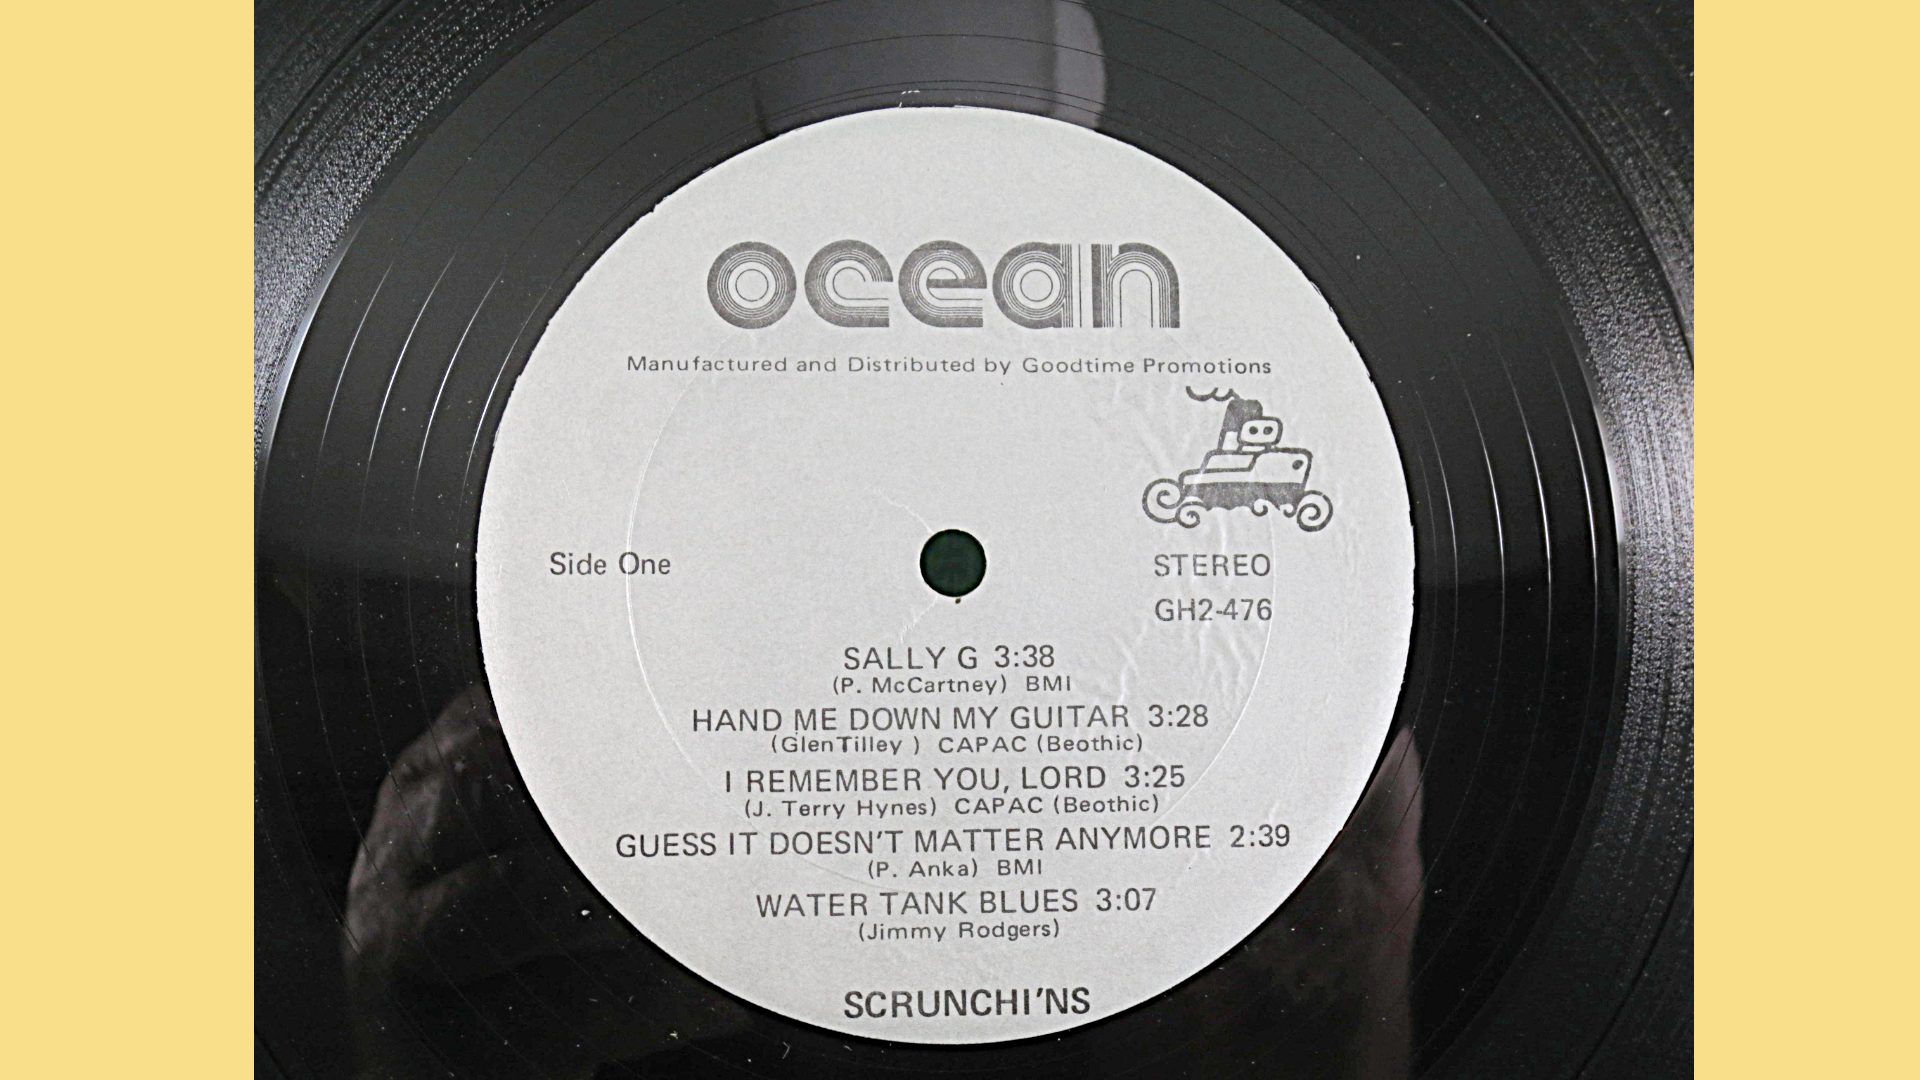 ocean
Manufactured and Distributed by Goodtime Promotions
Side One
STEREO
GH2-476
SALLY G 3:38
(P. McCartney) BMI
HAND ME DOWN MY GUITAR 3:28
(GlenTilley ) CAPAC (Beothic)
I REMEMBER YOU, LORD 3:25
(J. Terry Hynes) CAPAC (Beothic)
GUESS IT DOESN'T MATTER ANYMORE 2:39
(P. Anka) BMI
WATER TANK BLUES 3:07
(Jimmy Rodgers)
SCRUNCHI'NS